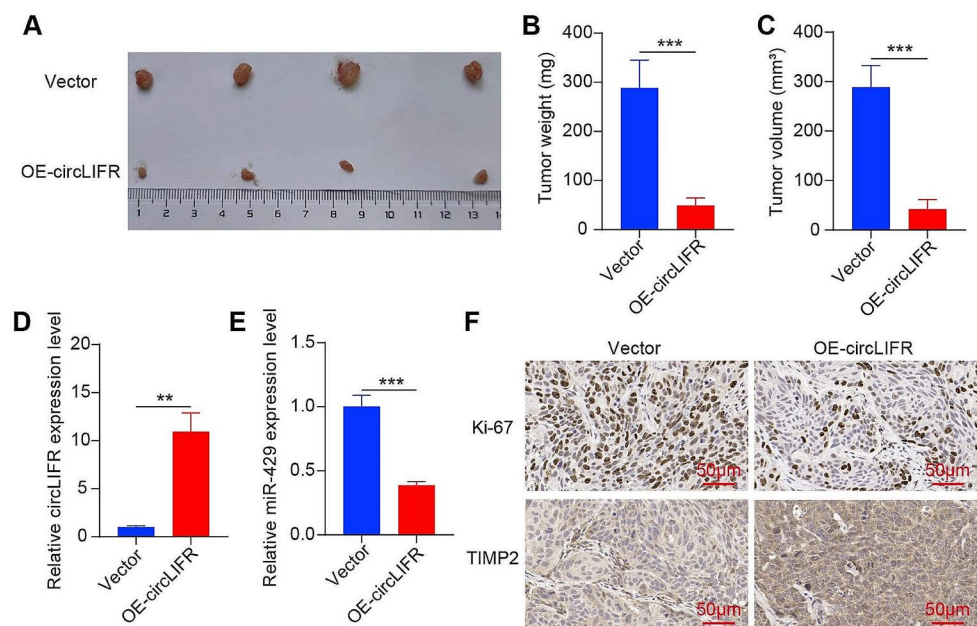 A
Vector
OE-circLIFR
1 2 3 4 5 6 7 8 9 10 11 12 13 14
B
Tumor weight (mg)
400
300
200
100
0
***
Vector
OE-circLIFR
C
Tumor volume (mm³)
400
300
200
100
0
***
Vector
OE-circLIFR
D
Relative circLIFR expression level
20
15
10
5
0
**
Vector
OE-circLIFR
E
Relative miR-429 expression level
1.5
1.0
0.5
0.0
***
Vector
OE-circLIFR
F
Vector
OE-circLIFR
Ki-67
50μm
50μm
TIMP2
50μm
50μm